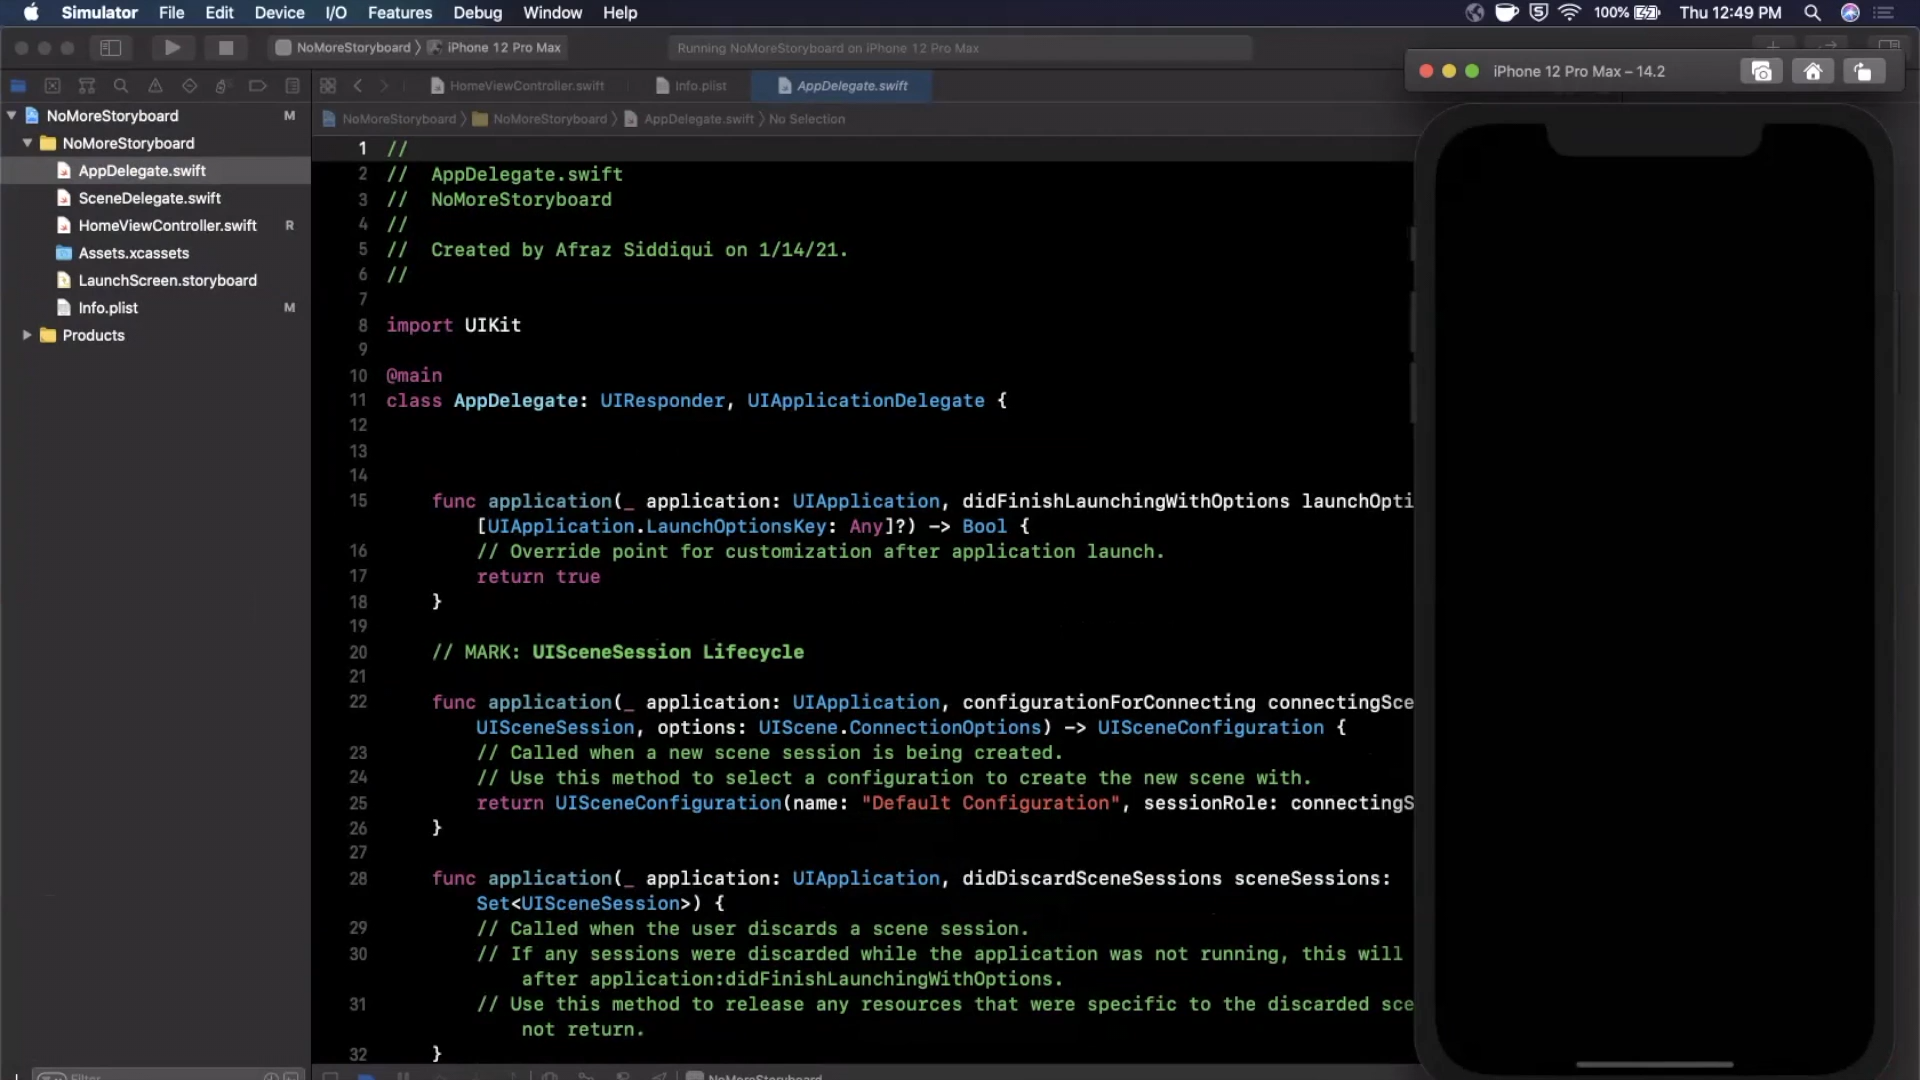 Simulator File Edit Device I/O Features Debug Window Help 100% Thu 12:49 PM
NoMoreStoryboard iPhone 12 Pro Max Running NoMoreStoryboard on iPhone 12 Pro Max
iPhone 12 Pro Max – 14.2
HomeViewController.swift Info.plist AppDelegate.swift
NoMoreStoryboard NoMoreStoryboard AppDelegate.swift No Selection
NoMoreStoryboard M
NoMoreStoryboard
AppDelegate.swift
SceneDelegate.swift
HomeViewController.swift R
Assets.xcassets
LaunchScreen.storyboard
Info.plist M
Products
1 //
2 //  AppDelegate.swift
3 //  NoMoreStoryboard
4 //
5 //  Created by Afraz Siddiqui on 1/14/21.
6 //
7
8 import UIKit
9
10 @main
11 class AppDelegate: UIResponder, UIApplicationDelegate {
12
13
14
15 func application(_ application: UIApplication, didFinishLaunchingWithOptions launchOpti
[UIApplication.LaunchOptionsKey: Any]?) -> Bool {
16 // Override point for customization after application launch.
17 return true
18 }
19
20 // MARK: UISceneSession Lifecycle
21
22 func application(_ application: UIApplication, configurationForConnecting connectingSce
UISceneSession, options: UIScene.ConnectionOptions) -> UISceneConfiguration {
23 // Called when a new scene session is being created.
24 // Use this method to select a configuration to create the new scene with.
25 return UISceneConfiguration(name: "Default Configuration", sessionRole: connectingS
26 }
27
28 func application(_ application: UIApplication, didDiscardSceneSessions sceneSessions:
Set<UISceneSession>) {
29 // Called when the user discards a scene session.
30 // If any sessions were discarded while the application was not running, this will
after application:didFinishLaunchingWithOptions.
31 // Use this method to release any resources that were specific to the discarded sce
not return.
32 }
Filter
NoMoreStoryboard